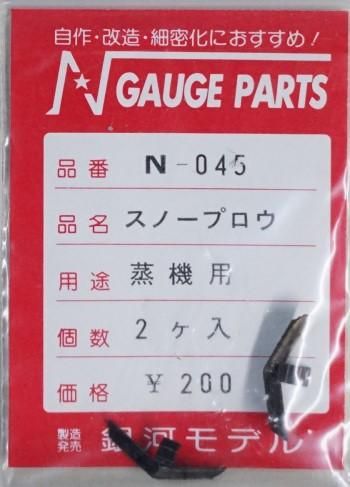 自作・改造・細密化におすすめ！
N GAUGE PARTS
品番 N-045
品名 スノープロウ
用途 蒸機用
個数 2ヶ入
価格 ￥200
製造発売 銀河モデル